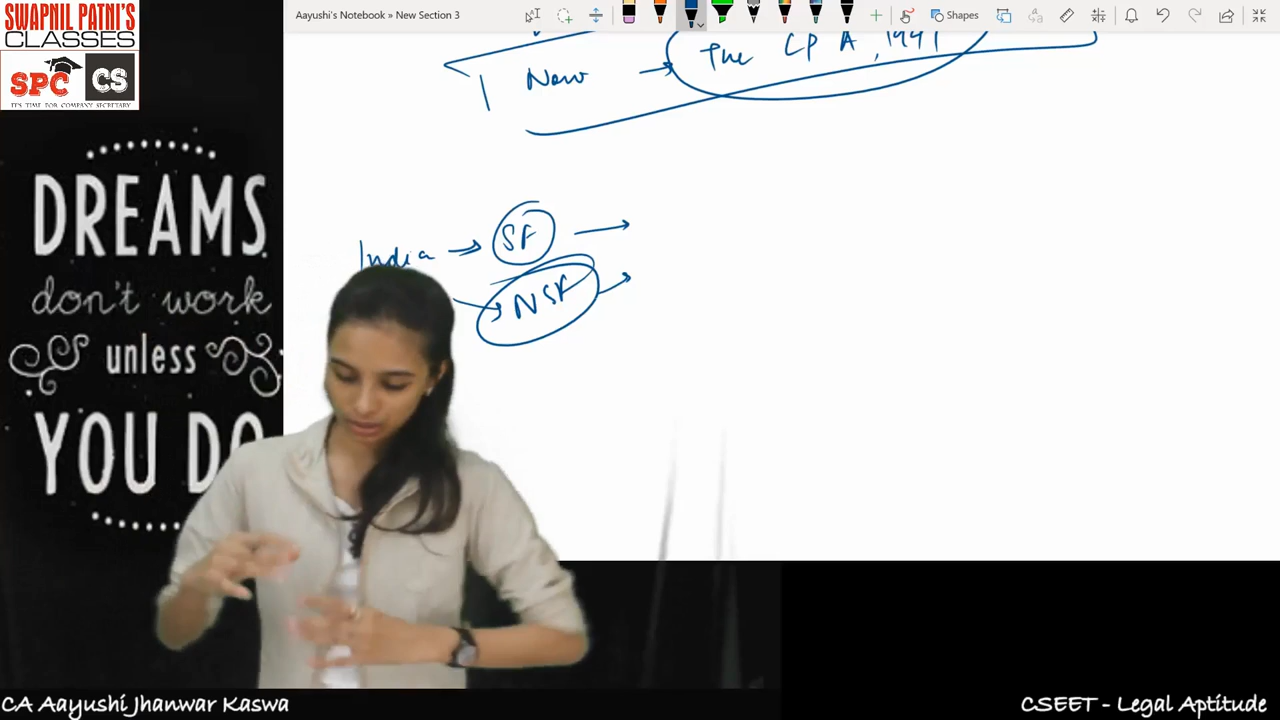 SWAPNIL PATNI'S
CLASSES
SPC CS
IT'S TIME FOR COMPANY SECRETARY
Aayushi's Notebook » New Section 3
Shapes
The CPA, 1991
New
DREAMS
don't work
unless
YOU DO
India → SF →
→ NSF →
CA Aayushi Jhanwar Kaswa
CSEET - Legal Aptitude